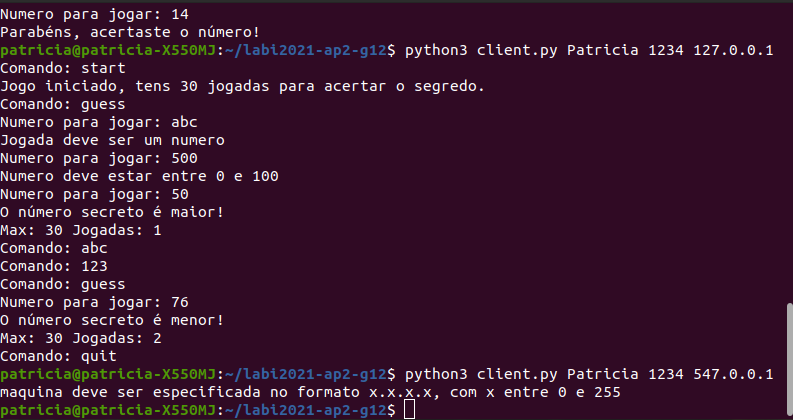 Numero para jogar: 14
Parabéns, acertaste o número!
patricia@patricia-X550MJ:~/labi2021-ap2-g12$ python3 client.py Patricia 1234 127.0.0.1
Comando: start
Jogo iniciado, tens 30 jogadas para acertar o segredo.
Comando: guess
Numero para jogar: abc
Jogada deve ser um numero
Numero para jogar: 500
Numero deve estar entre 0 e 100
Numero para jogar: 50
O número secreto é maior!
Max: 30 Jogadas: 1
Comando: abc
Comando: 123
Comando: guess
Numero para jogar: 76
O número secreto é menor!
Max: 30 Jogadas: 2
Comando: quit
patricia@patricia-X550MJ:~/labi2021-ap2-g12$ python3 client.py Patricia 1234 547.0.0.1
maquina deve ser especificada no formato x.x.x.x, com x entre 0 e 255
patricia@patricia-X550MJ:~/labi2021-ap2-g12$